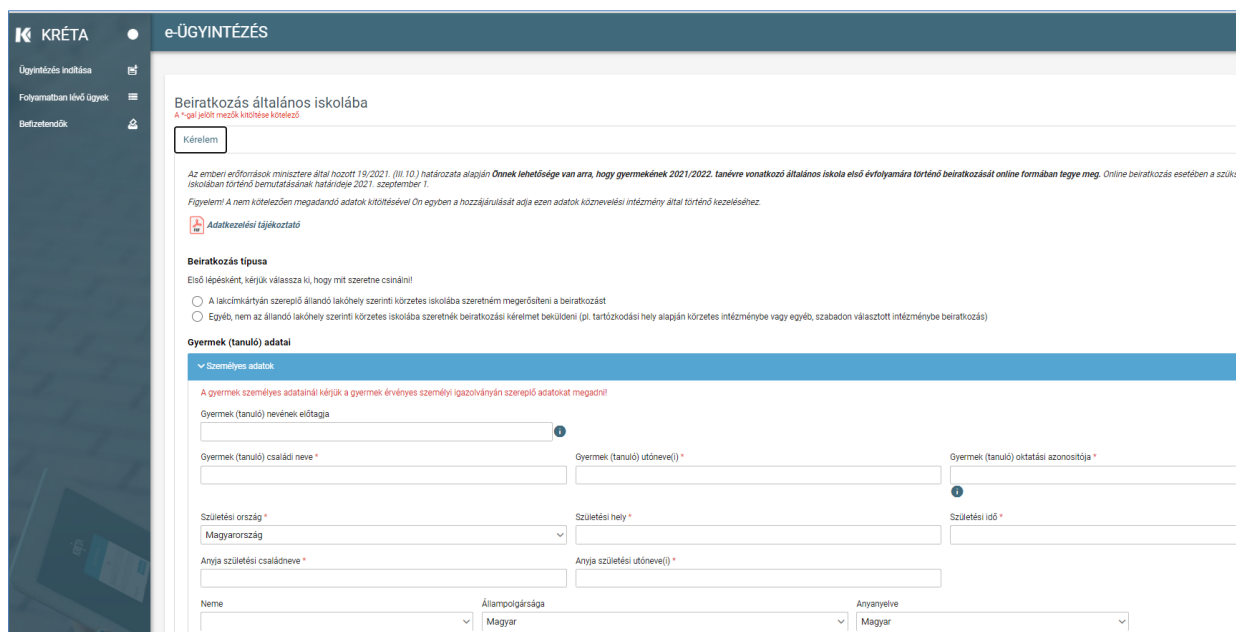 KRÉTA
e-ÜGYINTÉZÉS
Ügyintézés indítása
Folyamatban lévő ügyek
Befizetendők
Beiratkozás általános iskolába
A *-gal jelölt mezők kitöltése kötelező
Kérelem
Az emberi erőforrások minisztere által hozott 19/2021. (III.10.) határozata alapján Önnek lehetősége van arra, hogy gyermekének 2021/2022. tanévre vonatkozó általános iskola első évfolyamára történő beiratkozását online formában tegye meg. Online beiratkozás esetében a szüks
iskolában történő bemutatásának határideje 2021. szeptember 1.
Figyelem! A nem kötelezően megadandó adatok kitöltésével Ön egyben a hozzájárulását adja ezen adatok köznevelési intézmény által történő kezeléséhez.
Adatkezelési tájékoztató
Beiratkozás típusa
Első lépésként, kérjük válassza ki, hogy mit szeretne csinálni!
A lakcímkártyán szereplő állandó lakóhely szerinti körzetes iskolába szeretném megerősíteni a beiratkozást
Egyéb, nem az állandó lakóhely szerinti körzetes iskolába szeretnék beiratkozási kérelmet beküldeni (pl. tartózkodási hely alapján körzetes intézménybe vagy egyéb, szabadon választott intézménybe beiratkozás)
Gyermek (tanuló) adatai
Személyes adatok
A gyermek személyes adatainál kérjük a gyermek érvényes személyi igazolványán szereplő adatokat megadni!
Gyermek (tanuló) nevének előtagja
Gyermek (tanuló) családi neve * Gyermek (tanuló) utóneve(i) * Gyermek (tanuló) oktatási azonosítója *
Születési ország * Születési hely * Születési idő *
Magyarország
Anyja születési családneve * Anyja születési utóneve(i) *
Neme Állampolgársága Anyanyelve
Magyar Magyar